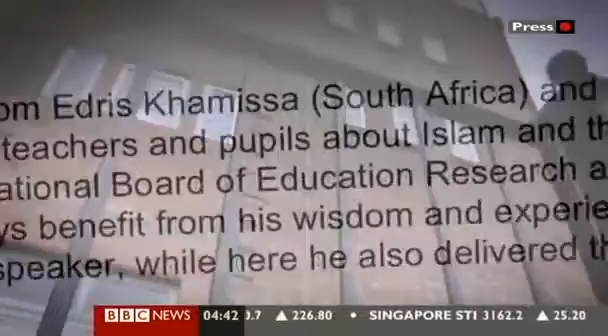 Press
om Edris Khamissa (South Africa) and
teachers and pupils about Islam and th
ational Board of Education Research a
ys benefit from his wisdom and experie
speaker, while here he also delivered th
BBC NEWS 04:42 0.7 ▲ 226.80 • SINGAPORE STI 3162.2 ▲ 25.20